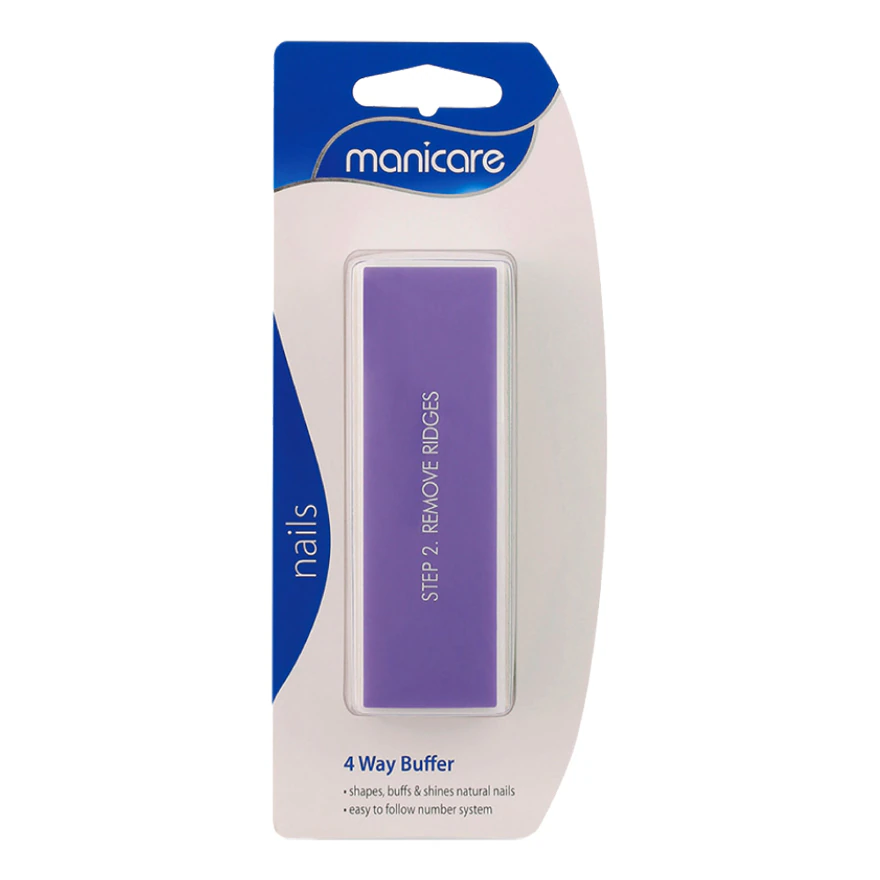 manicare
STEP 2. REMOVE RIDGES
nails
4 Way Buffer
• shapes, buffs & shines natural nails
• easy to follow number system